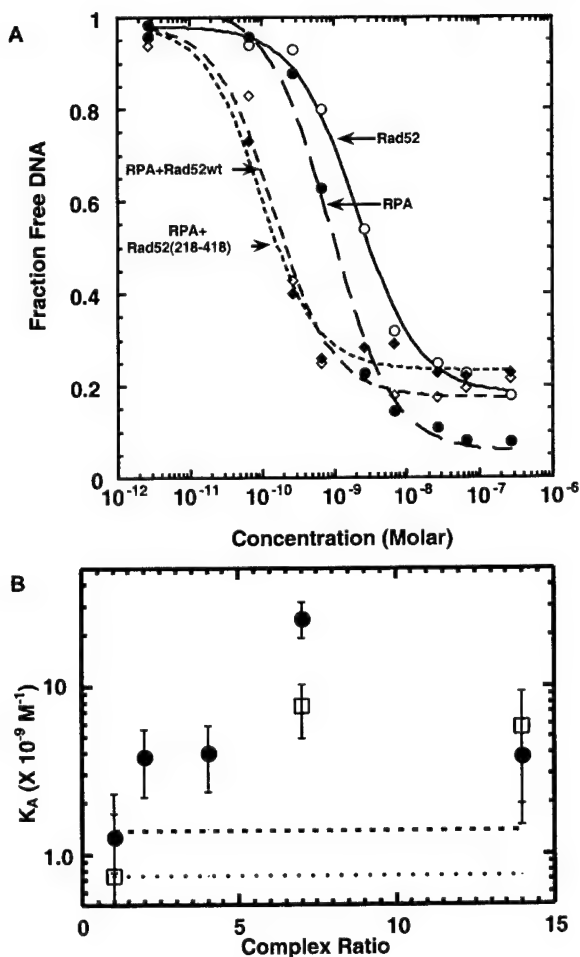 A
1
0.8
0.6
0.4
0.2
0
Fraction Free DNA
Rad52
RPA+Rad52wt
RPA
RPA+
Rad52(218-418)
10-12 10-11 10-10 10-9 10-8 10-7 10-6
Concentration (Molar)
B
10
1.0
KA (X 10-9 M-1)
0 5 10 15
Complex Ratio